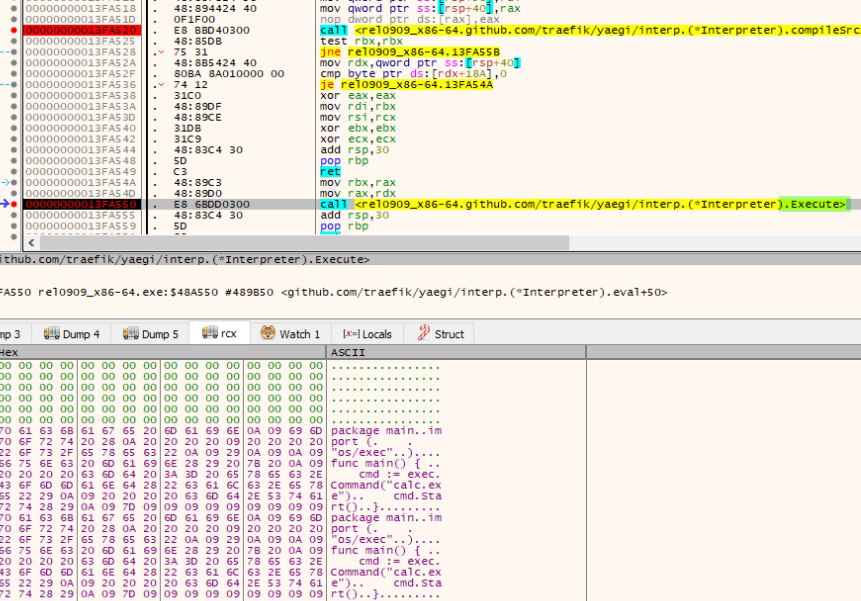 00000000013FA518 . 48:894424 40 mov qword ptr ss:[rsp+40],rax
00000000013FA51D . 0F1F00 nop dword ptr ds:[rax],eax
00000000013FA520 . E8 BBD40300 call <rel0909_x86-64.github.com/traefik/yaegi/interp.(*Interpreter).compileSrc
00000000013FA525 . 48:85DB test rbx,rbx
00000000013FA528 . 75 31 jne rel0909_x86-64.13FA55B
00000000013FA52A . 48:8B5424 40 mov rdx,qword ptr ss:[rsp+40]
00000000013FA52F . 80BA 8A010000 00 cmp byte ptr ds:[rdx+18A],0
00000000013FA536 . 74 12 je rel0909_x86-64.13FA54A
00000000013FA538 . 31C0 xor eax,eax
00000000013FA53A . 48:89DF mov rdi,rbx
00000000013FA53D . 48:89CE mov rsi,rcx
00000000013FA540 . 31DB xor ebx,ebx
00000000013FA542 . 31C9 xor ecx,ecx
00000000013FA544 . 48:83C4 30 add rsp,30
00000000013FA548 . 5D pop rbp
00000000013FA549 . C3 ret
00000000013FA54A . 48:89C3 mov rbx,rax
00000000013FA54D . 48:89D0 mov rax,rdx
00000000013FA550 . E8 6BDD0300 call <rel0909_x86-64.github.com/traefik/yaegi/interp.(*Interpreter).Execute>
00000000013FA555 . 48:83C4 30 add rsp,30
00000000013FA559 . 5D pop rbp
ithub.com/traefik/yaegi/interp.(*Interpreter).Execute>
FA550 rel0909_x86-64.exe:$48A550 #489B50 <github.com/traefik/yaegi/interp.(*Interpreter).eval+50>
mp 3 Dump 4 Dump 5 rcx Watch 1 [x=] Locals Struct
Hex ASCII
00 00 00 00 00 00 00 00 00 00 00 00 00 00 00 00 ................
00 00 00 00 00 00 00 00 00 00 00 00 00 00 00 00 ................
00 00 00 00 00 00 00 00 00 00 00 00 00 00 00 00 ................
00 00 00 00 00 00 00 00 00 00 00 00 00 00 00 00 ................
00 00 00 00 00 00 00 00 00 00 00 00 00 00 00 00 ................
00 00 00 00 00 00 00 00 00 00 00 00 00 00 00 00 ................
70 61 63 6B 61 67 65 20 6D 61 69 6E 0A 09 69 6D package main..im
70 6F 72 74 20 28 0A 20 20 20 20 09 20 20 20 20 port (.    .
22 6F 73 2F 65 78 65 63 22 0A 09 29 0A 09 0A 09 "os/exec"..)....
66 75 6E 63 20 6D 61 69 6E 28 29 20 7B 20 0A 09 func main() { ..
20 20 20 20 63 6D 64 20 3A 3D 20 65 78 65 63 2E     cmd := exec.
43 6F 6D 6D 61 6E 64 28 22 63 61 6C 63 2E 65 78 Command("calc.ex
65 22 29 0A 09 20 20 20 20 63 6D 64 2E 53 74 61 e")..    cmd.Sta
72 74 28 29 0A 09 7D 09 09 09 09 09 09 09 09 09 rt()..}.........
70 61 63 6B 61 67 65 20 6D 61 69 6E 0A 09 69 6D package main..im
70 6F 72 74 20 28 0A 20 20 20 20 09 20 20 20 20 port (.    .
22 6F 73 2F 65 78 65 63 22 0A 09 29 0A 09 0A 09 "os/exec"..)....
66 75 6E 63 20 6D 61 69 6E 28 29 20 7B 20 0A 09 func main() { ..
20 20 20 20 63 6D 64 20 3A 3D 20 65 78 65 63 2E     cmd := exec.
43 6F 6D 6D 61 6E 64 28 22 63 61 6C 63 2E 65 78 Command("calc.ex
65 22 29 0A 09 20 20 20 20 63 6D 64 2E 53 74 61 e")..    cmd.Sta
72 74 28 29 0A 09 7D 09 09 09 09 09 09 09 09 09 rt()..}.........